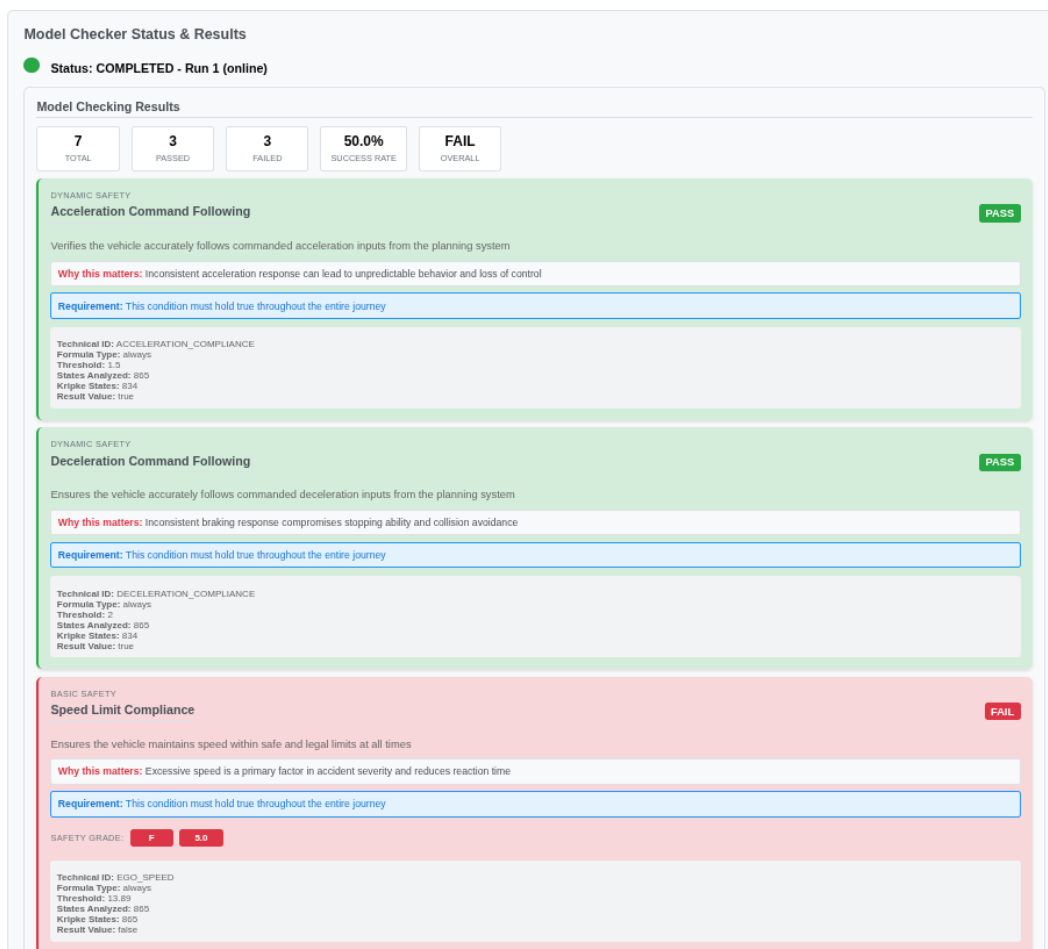 Model Checker Status & Results
Status: COMPLETED - Run 1 (online)
Model Checking Results
7 3 3 50.0% FAIL
TOTAL PASSED FAILED SUCCESS RATE OVERALL
DYNAMIC SAFETY
Acceleration Command Following
PASS
Verifies the vehicle accurately follows commanded acceleration inputs from the planning system
Why this matters: Inconsistent acceleration response can lead to unpredictable behavior and loss of control
Requirement: This condition must hold true throughout the entire journey
Technical ID: ACCELERATION_COMPLIANCE
Formula Type: always
Threshold: 1.5
States Analyzed: 865
Kripke States: 834
Result Value: true
DYNAMIC SAFETY
Deceleration Command Following
PASS
Ensures the vehicle accurately follows commanded deceleration inputs from the planning system
Why this matters: Inconsistent braking response compromises stopping ability and collision avoidance
Requirement: This condition must hold true throughout the entire journey
Technical ID: DECELERATION_COMPLIANCE
Formula Type: always
Threshold: 2
States Analyzed: 865
Kripke States: 834
Result Value: true
BASIC SAFETY
Speed Limit Compliance
FAIL
Ensures the vehicle maintains speed within safe and legal limits at all times
Why this matters: Excessive speed is a primary factor in accident severity and reduces reaction time
Requirement: This condition must hold true throughout the entire journey
SAFETY GRADE: F 5.0
Technical ID: EGO_SPEED
Formula Type: always
Threshold: 13.89
States Analyzed: 865
Kripke States: 865
Result Value: false